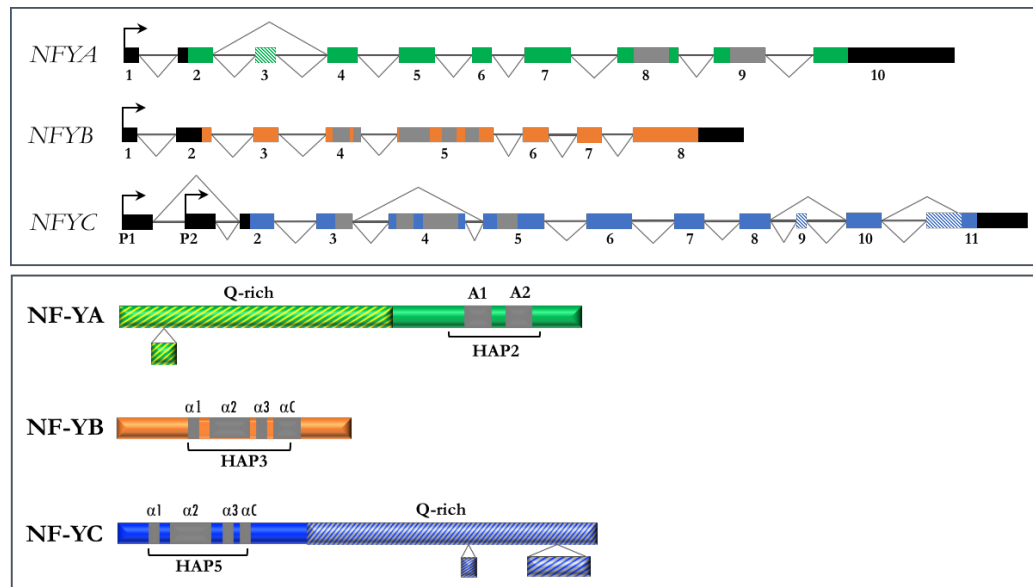 NFYA
1 2 3 4 5 6 7 8 9 10
NFYB
1 2 3 4 5 6 7 8
NFYC
P1 P2 2 3 4 5 6 7 8 9 10 11
Q-rich A1 A2
NF-YA
HAP2
α1 α2 α3 αC
NF-YB
HAP3
α1 α2 α3 αC Q-rich
NF-YC
HAP5